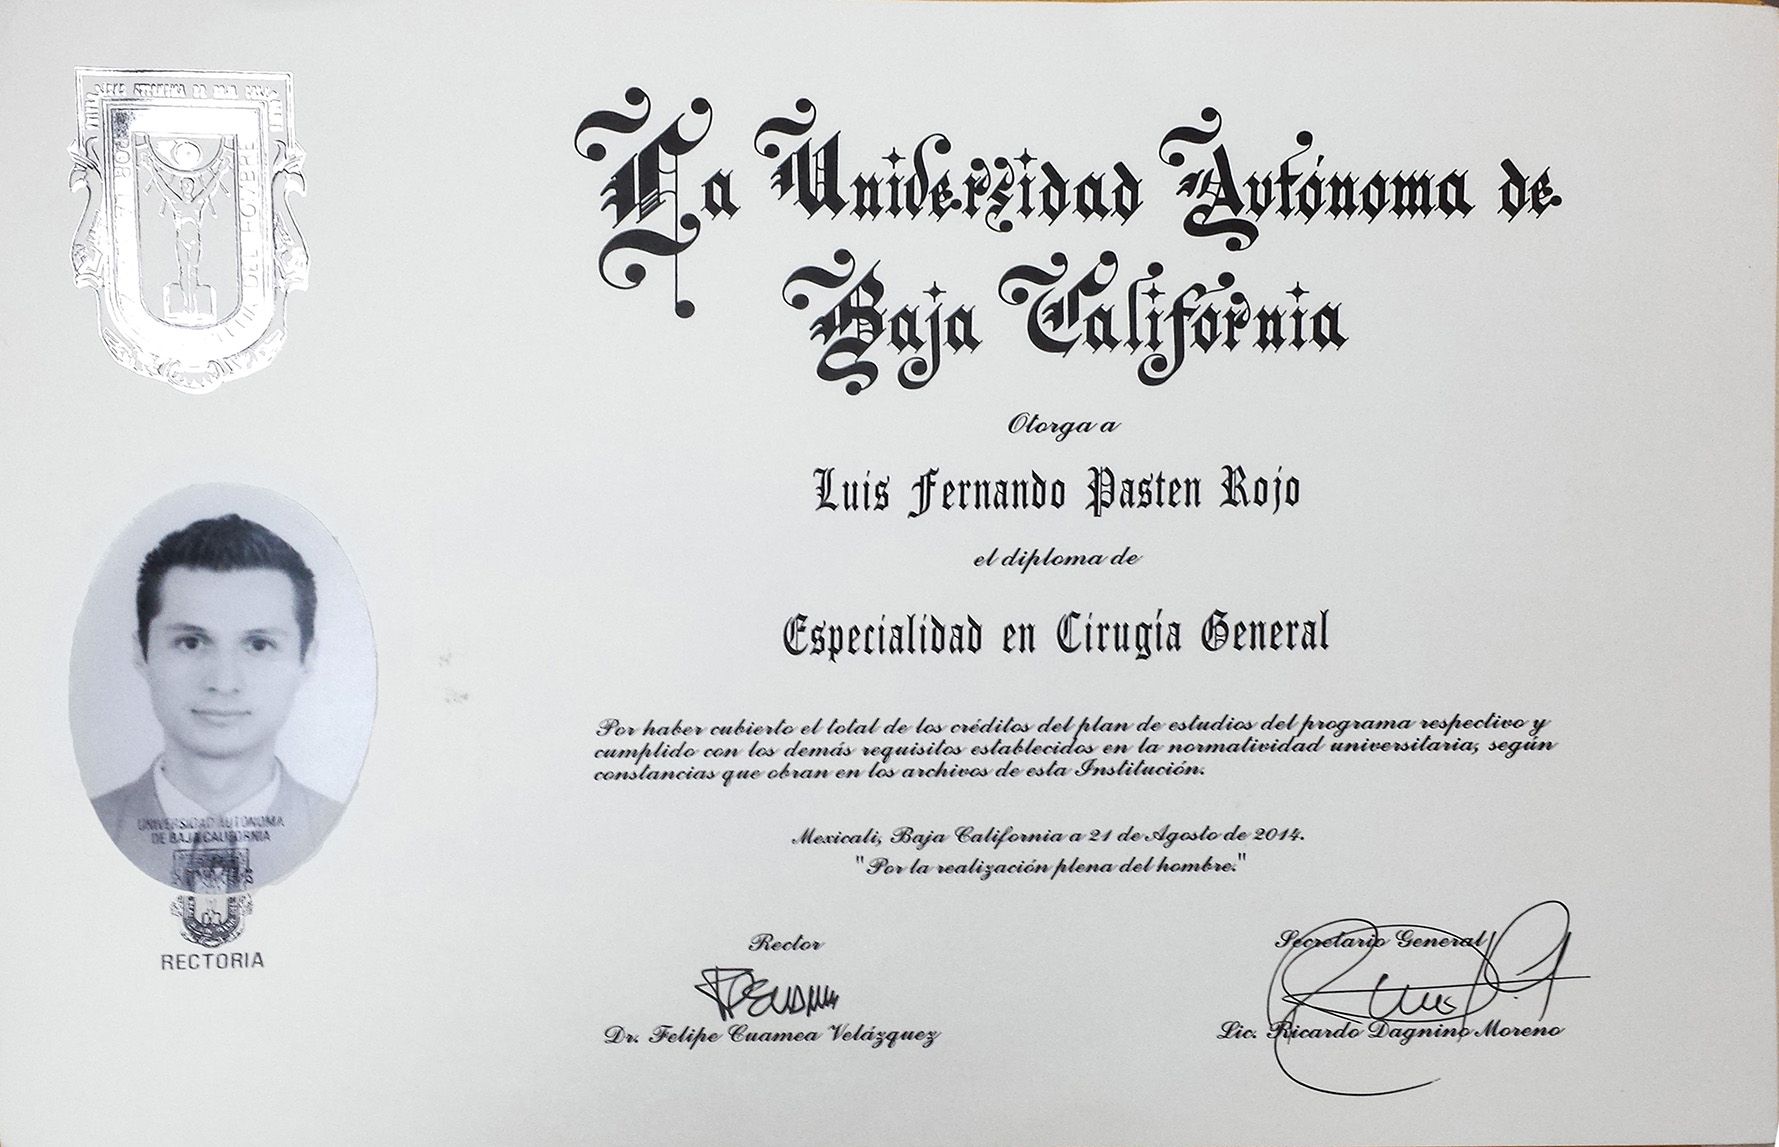 La Universidad Autónoma de
Baja California
Otorga a
Luis Fernando Pasten Rojo
el diploma de
Especialidad en Cirugía General
Por haber cubierto el total de los créditos del plan de estudios del programa respectivo y
cumplido con los demás requisitos establecidos en la normatividad universitaria, según
constancias que obran en los archivos de esta Institución.
Mexicali, Baja California a 21 de Agosto de 2014.
"Por la realización plena del hombre."
UNIVERSIDAD AUTONOMA
DE BAJA CALIFORNIA
RECTORIA
Rector
Dr. Felipe Cuamea Velázquez
Secretario General
Lic. Ricardo Dagnino Moreno